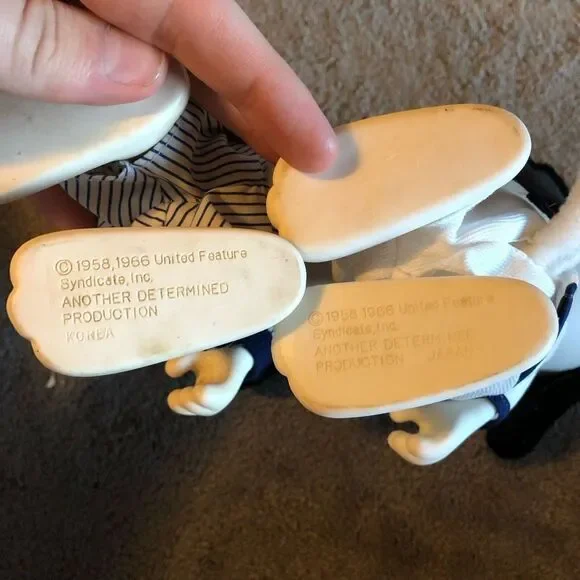 © 1958, 1966 United Feature
Syndicate, Inc.
ANOTHER DETERMINED
PRODUCTION
KOREA
© 1958 1966 United Feature
Syndicate, Inc.
ANOTHER DETERMINED
PRODUCTION JAPAN